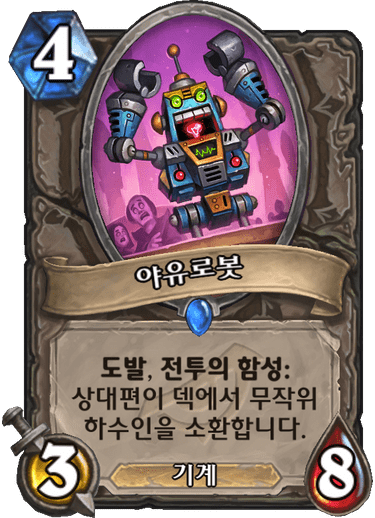 4
야유로봇
도발, 전투의 함성:
상대편이 덱에서 무작위
하수인을 소환합니다.
3
기계
8